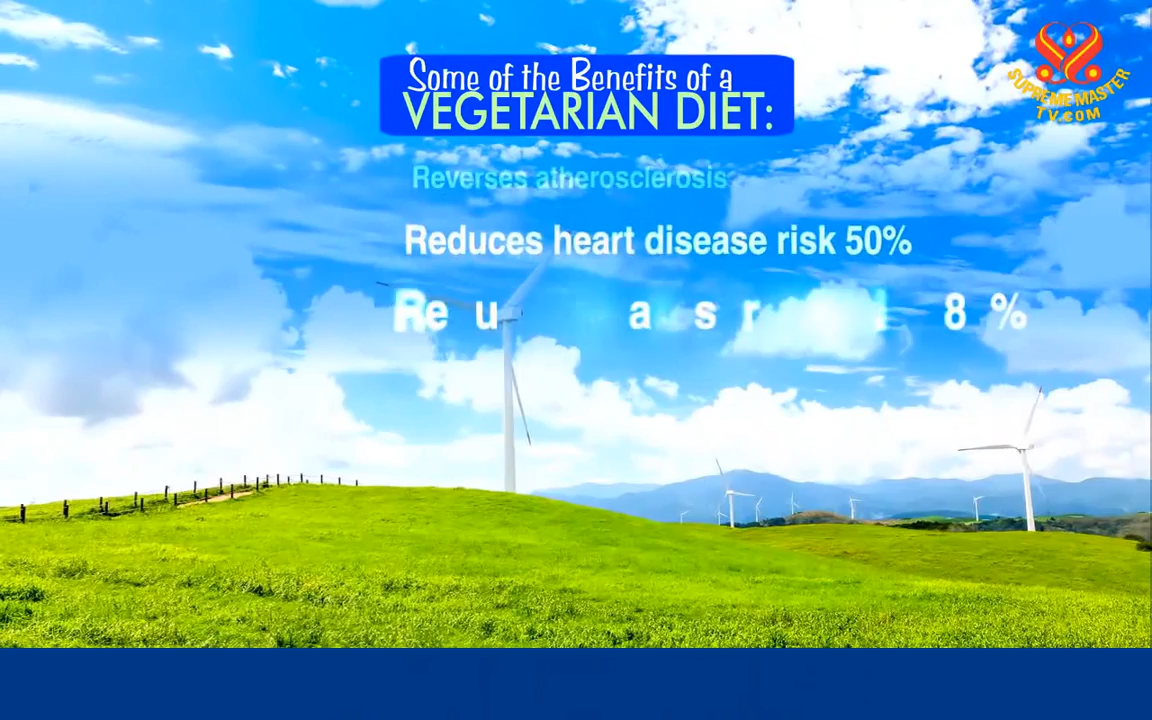 Some of the Benefits of a
VEGETARIAN DIET:
Reverses atherosclerosis
Reduces heart disease risk 50%
SUPREME MASTER
TV.COM